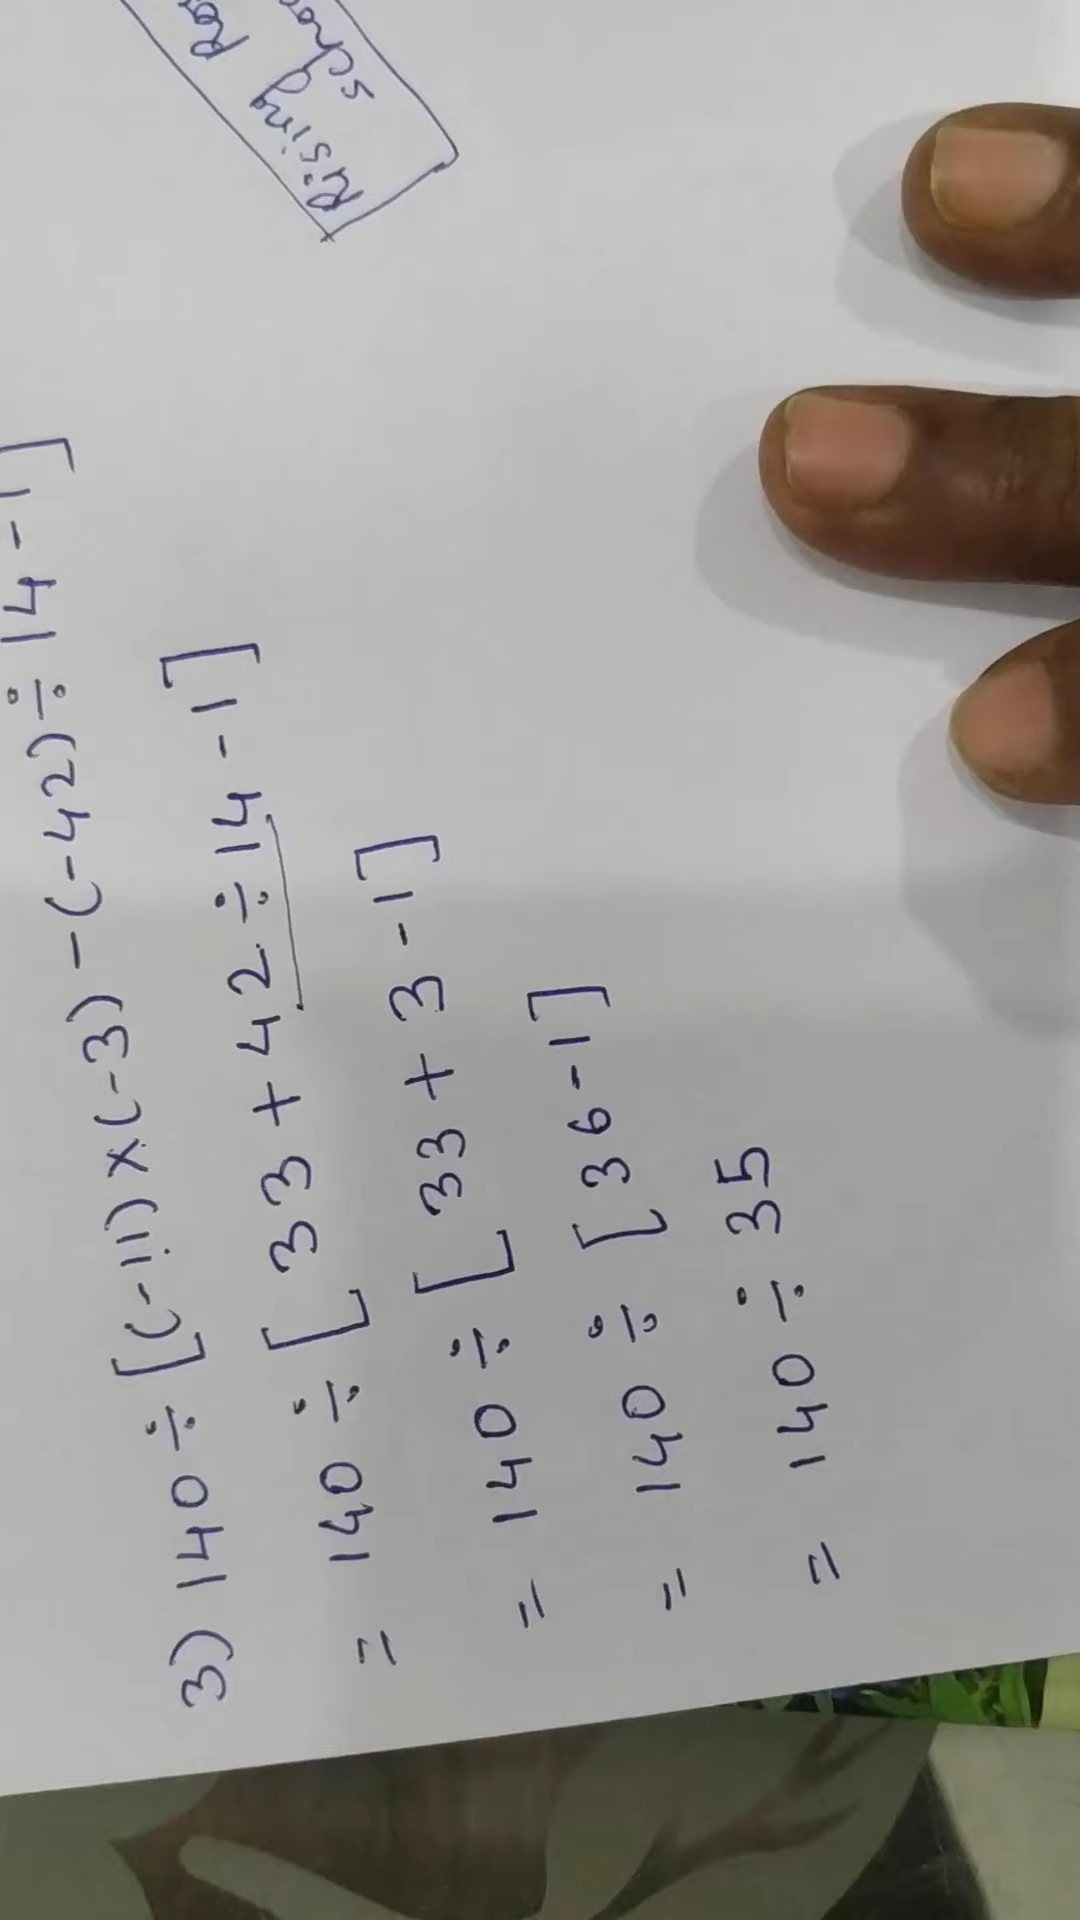 Rising
3) 140 ÷ [(-11) × (-3) - (-42) ÷ 14 - 1]
= 140 ÷ [33 + 42 ÷ 14 - 1]
= 140 ÷ [33 + 3 - 1]
= 140 ÷ [36 - 1]
= 140 ÷ 35